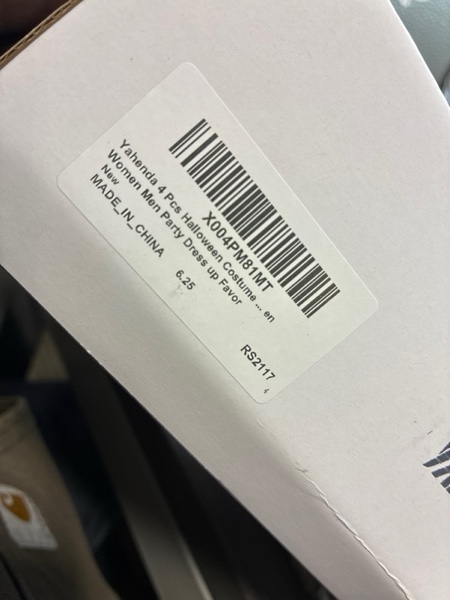 X004PM81MT
Yahenda 4 Pcs Halloween Costume ... en
Women Men Party Dress up Favor
New
MADE_IN_CHINA
6.25
RS2117